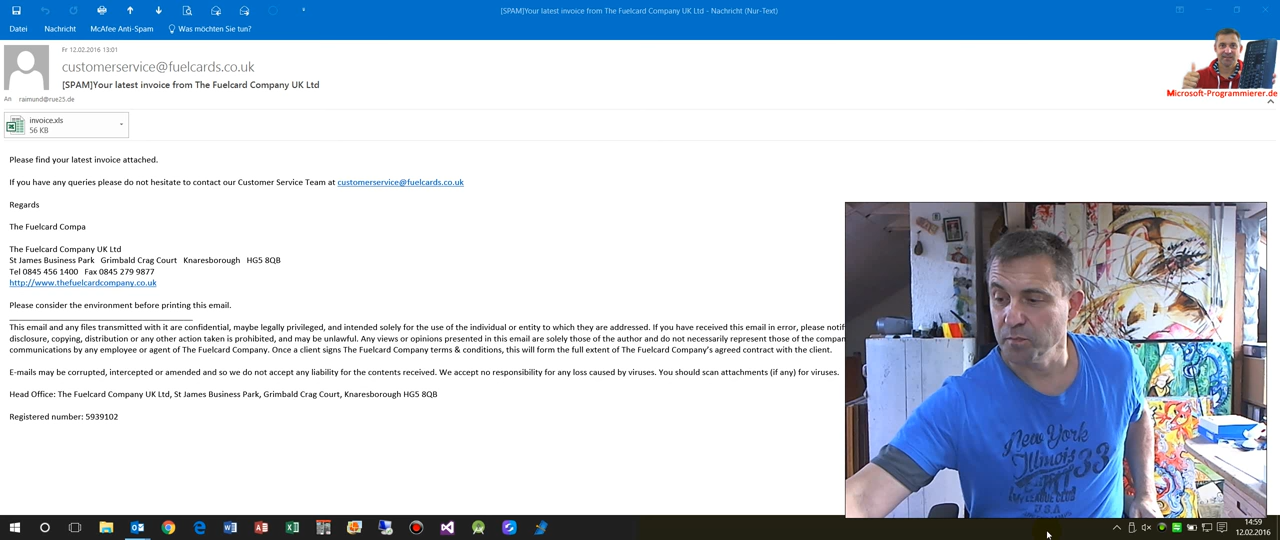 [SPAM]Your latest invoice from The Fuelcard Company UK Ltd - Nachricht (Nur-Text)
Datei Nachricht McAfee Anti-Spam Was möchten Sie tun?
Fr 12.02.2016 13:01
customerservice@fuelcards.co.uk
[SPAM]Your latest invoice from The Fuelcard Company UK Ltd
An raimund@rue25.de
Microsoft-Programmierer.de
invoice.xls
56 KB
Please find your latest invoice attached.
If you have any queries please do not hesitate to contact our Customer Service Team at customerservice@fuelcards.co.uk
Regards
The Fuelcard Compa
The Fuelcard Company UK Ltd
St James Business Park Grimbald Crag Court Knaresborough HG5 8QB
Tel 0845 456 1400 Fax 0845 279 9877
http://www.thefuelcardcompany.co.uk
Please consider the environment before printing this email.
This email and any files transmitted with it are confidential, maybe legally privileged, and intended solely for the use of the individual or entity to which they are addressed. If you have received this email in error, please notif
disclosure, copying, distribution or any other action taken is prohibited, and may be unlawful. Any views or opinions presented in this email are solely those of the author and do not necessarily represent those of the compan
communications by any employee or agent of The Fuelcard Company. Once a client signs The Fuelcard Company terms & conditions, this will form the full extent of The Fuelcard Company's agreed contract with the client.
E-mails may be corrupted, intercepted or amended and so we do not accept any liability for the contents received. We accept no responsibility for any loss caused by viruses. You should scan attachments (if any) for viruses.
Head Office: The Fuelcard Company UK Ltd, St James Business Park, Grimbald Crag Court, Knaresborough HG5 8QB
Registered number: 5939102
New York
Illinois
33
U.S.A
14:59
12.02.2016